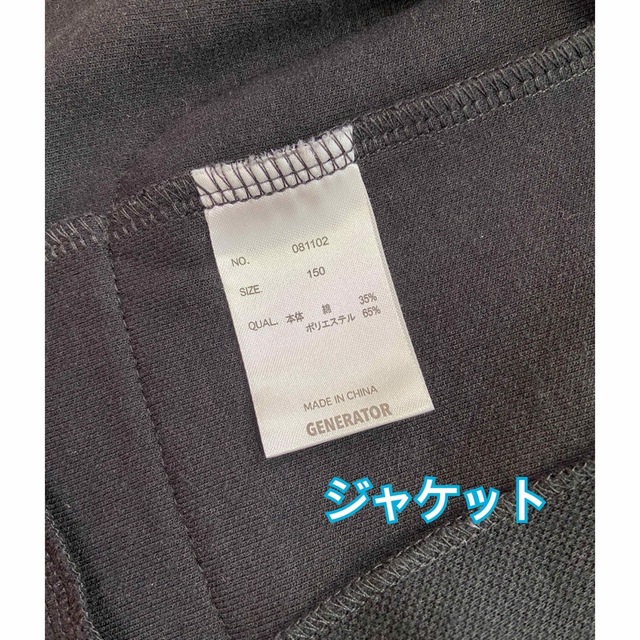 NO. 081102
SIZE. 150
QUAL. 本体 綿 35%
ポリエステル 65%
MADE IN CHINA
GENERATOR
ジャケット